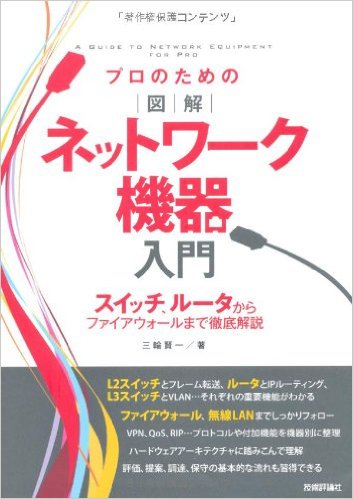 「著作権保護コンテンツ」
A GUIDE TO NETWORK EQUIPMENT
FOR PRO
プロのための
図解
ネットワーク
機器
入門
スイッチ、ルータから
ファイアウォールまで徹底解説
三輪賢一/著
L2スイッチとフレーム転送、ルータとIPルーティング、
L3スイッチとVLAN…それぞれの重要機能がわかる
ファイアウォール、無線LANまでしっかりフォロー
VPN、QoS、RIP…プロトコルや付加機能を機器別に整理
ハードウェアアーキテクチャに踏みこんで理解
評価、提案、調達、保守の基本的な流れも習得できる
技術評論社